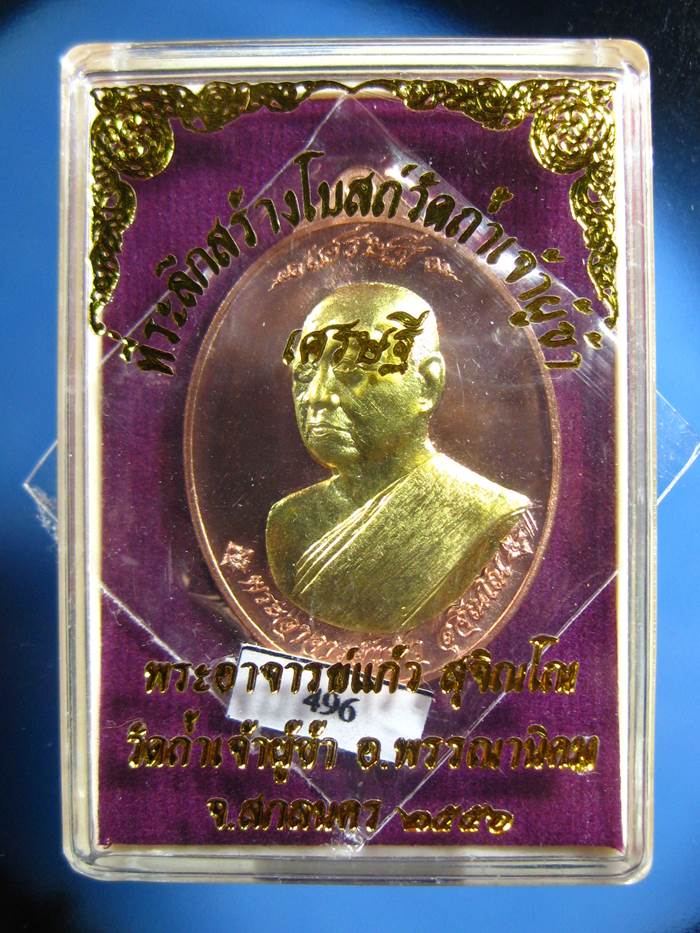 ที่ระลึกสร้างโบสถ์วัดถ้ำเจ้าผู้ข้า
เศรษฐี
พระอาจารย์แก้ว สุจิณโณ
496
วัดถ้ำเจ้าผู้ข้า อ.พรรณานิคม
จ.สกลนคร ๒๕๕๖